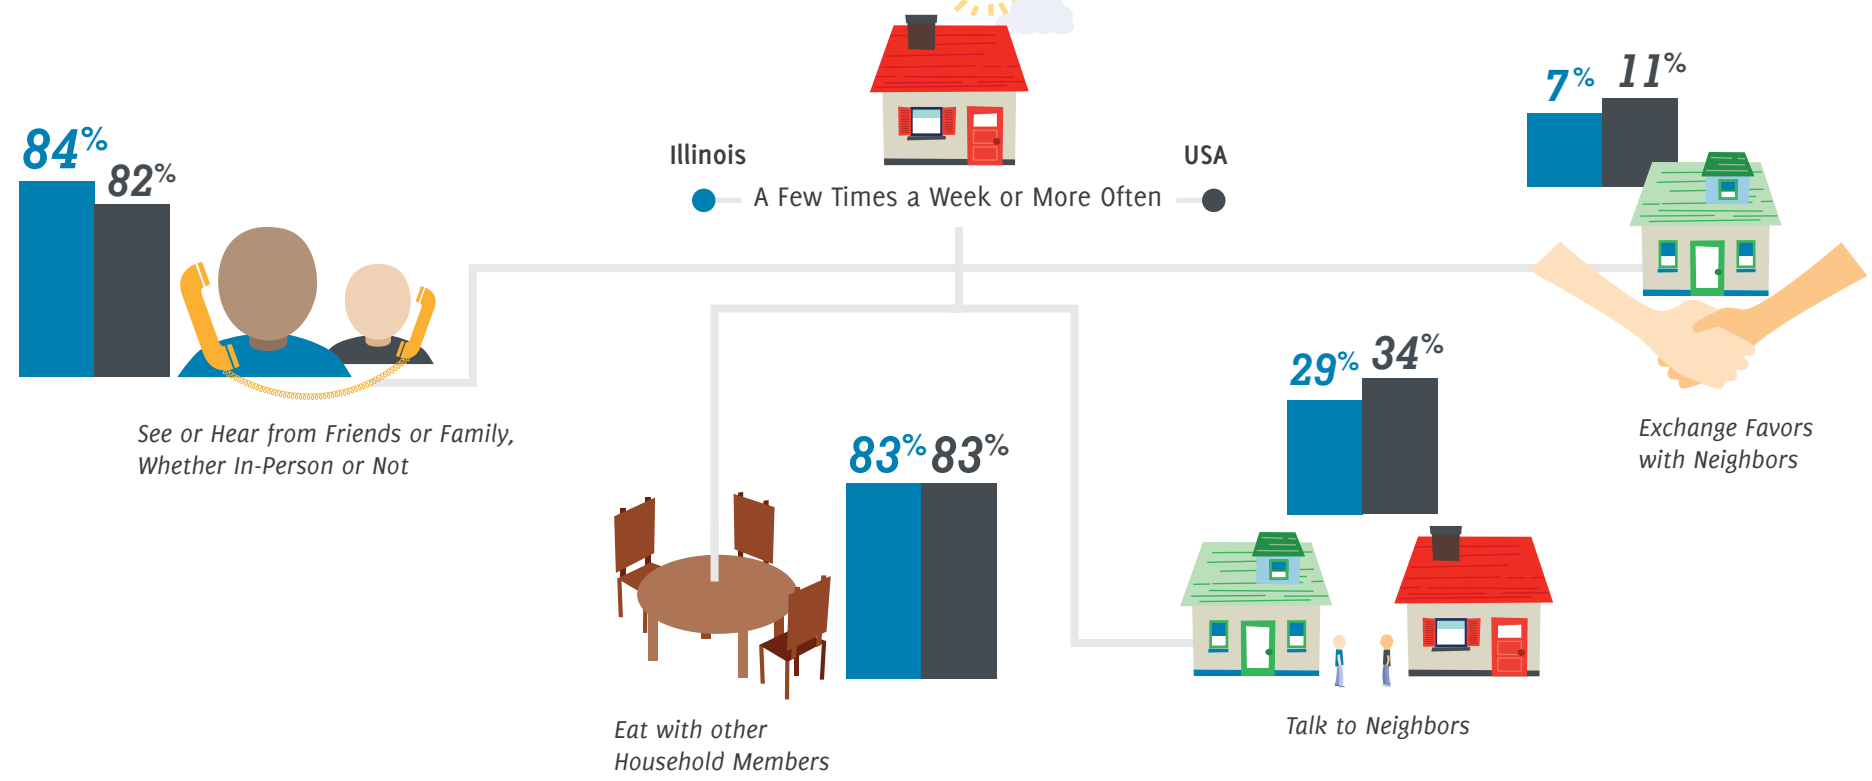 Illinois
USA
A Few Times a Week or More Often
84%
82%
See or Hear from Friends or Family,
Whether In-Person or Not
83%
83%
Eat with other
Household Members
29%
34%
Talk to Neighbors
7%
11%
Exchange Favors
with Neighbors